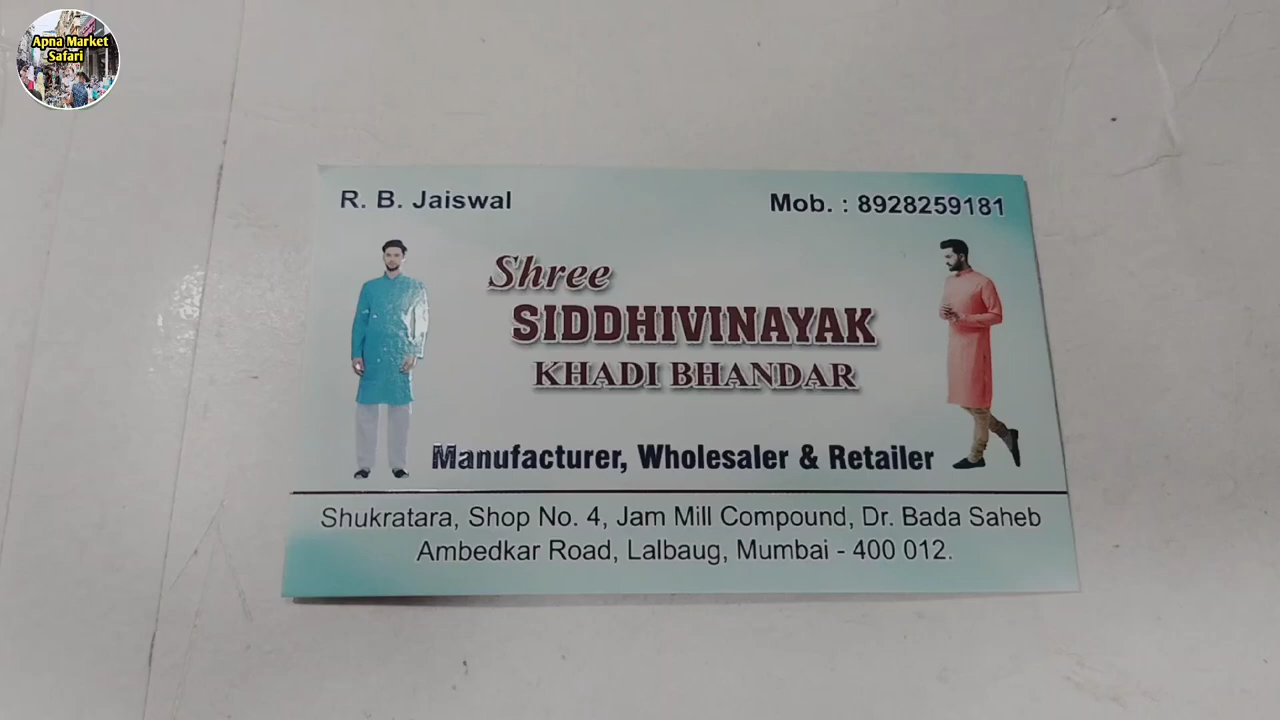 Apna Market
Safari
R. B. Jaiswal
Mob. : 8928259181
Shree
SIDDHIVINAYAK
KHADI BHANDAR
Manufacturer, Wholesaler & Retailer
Shukratara, Shop No. 4, Jam Mill Compound, Dr. Bada Saheb
Ambedkar Road, Lalbaug, Mumbai - 400 012.